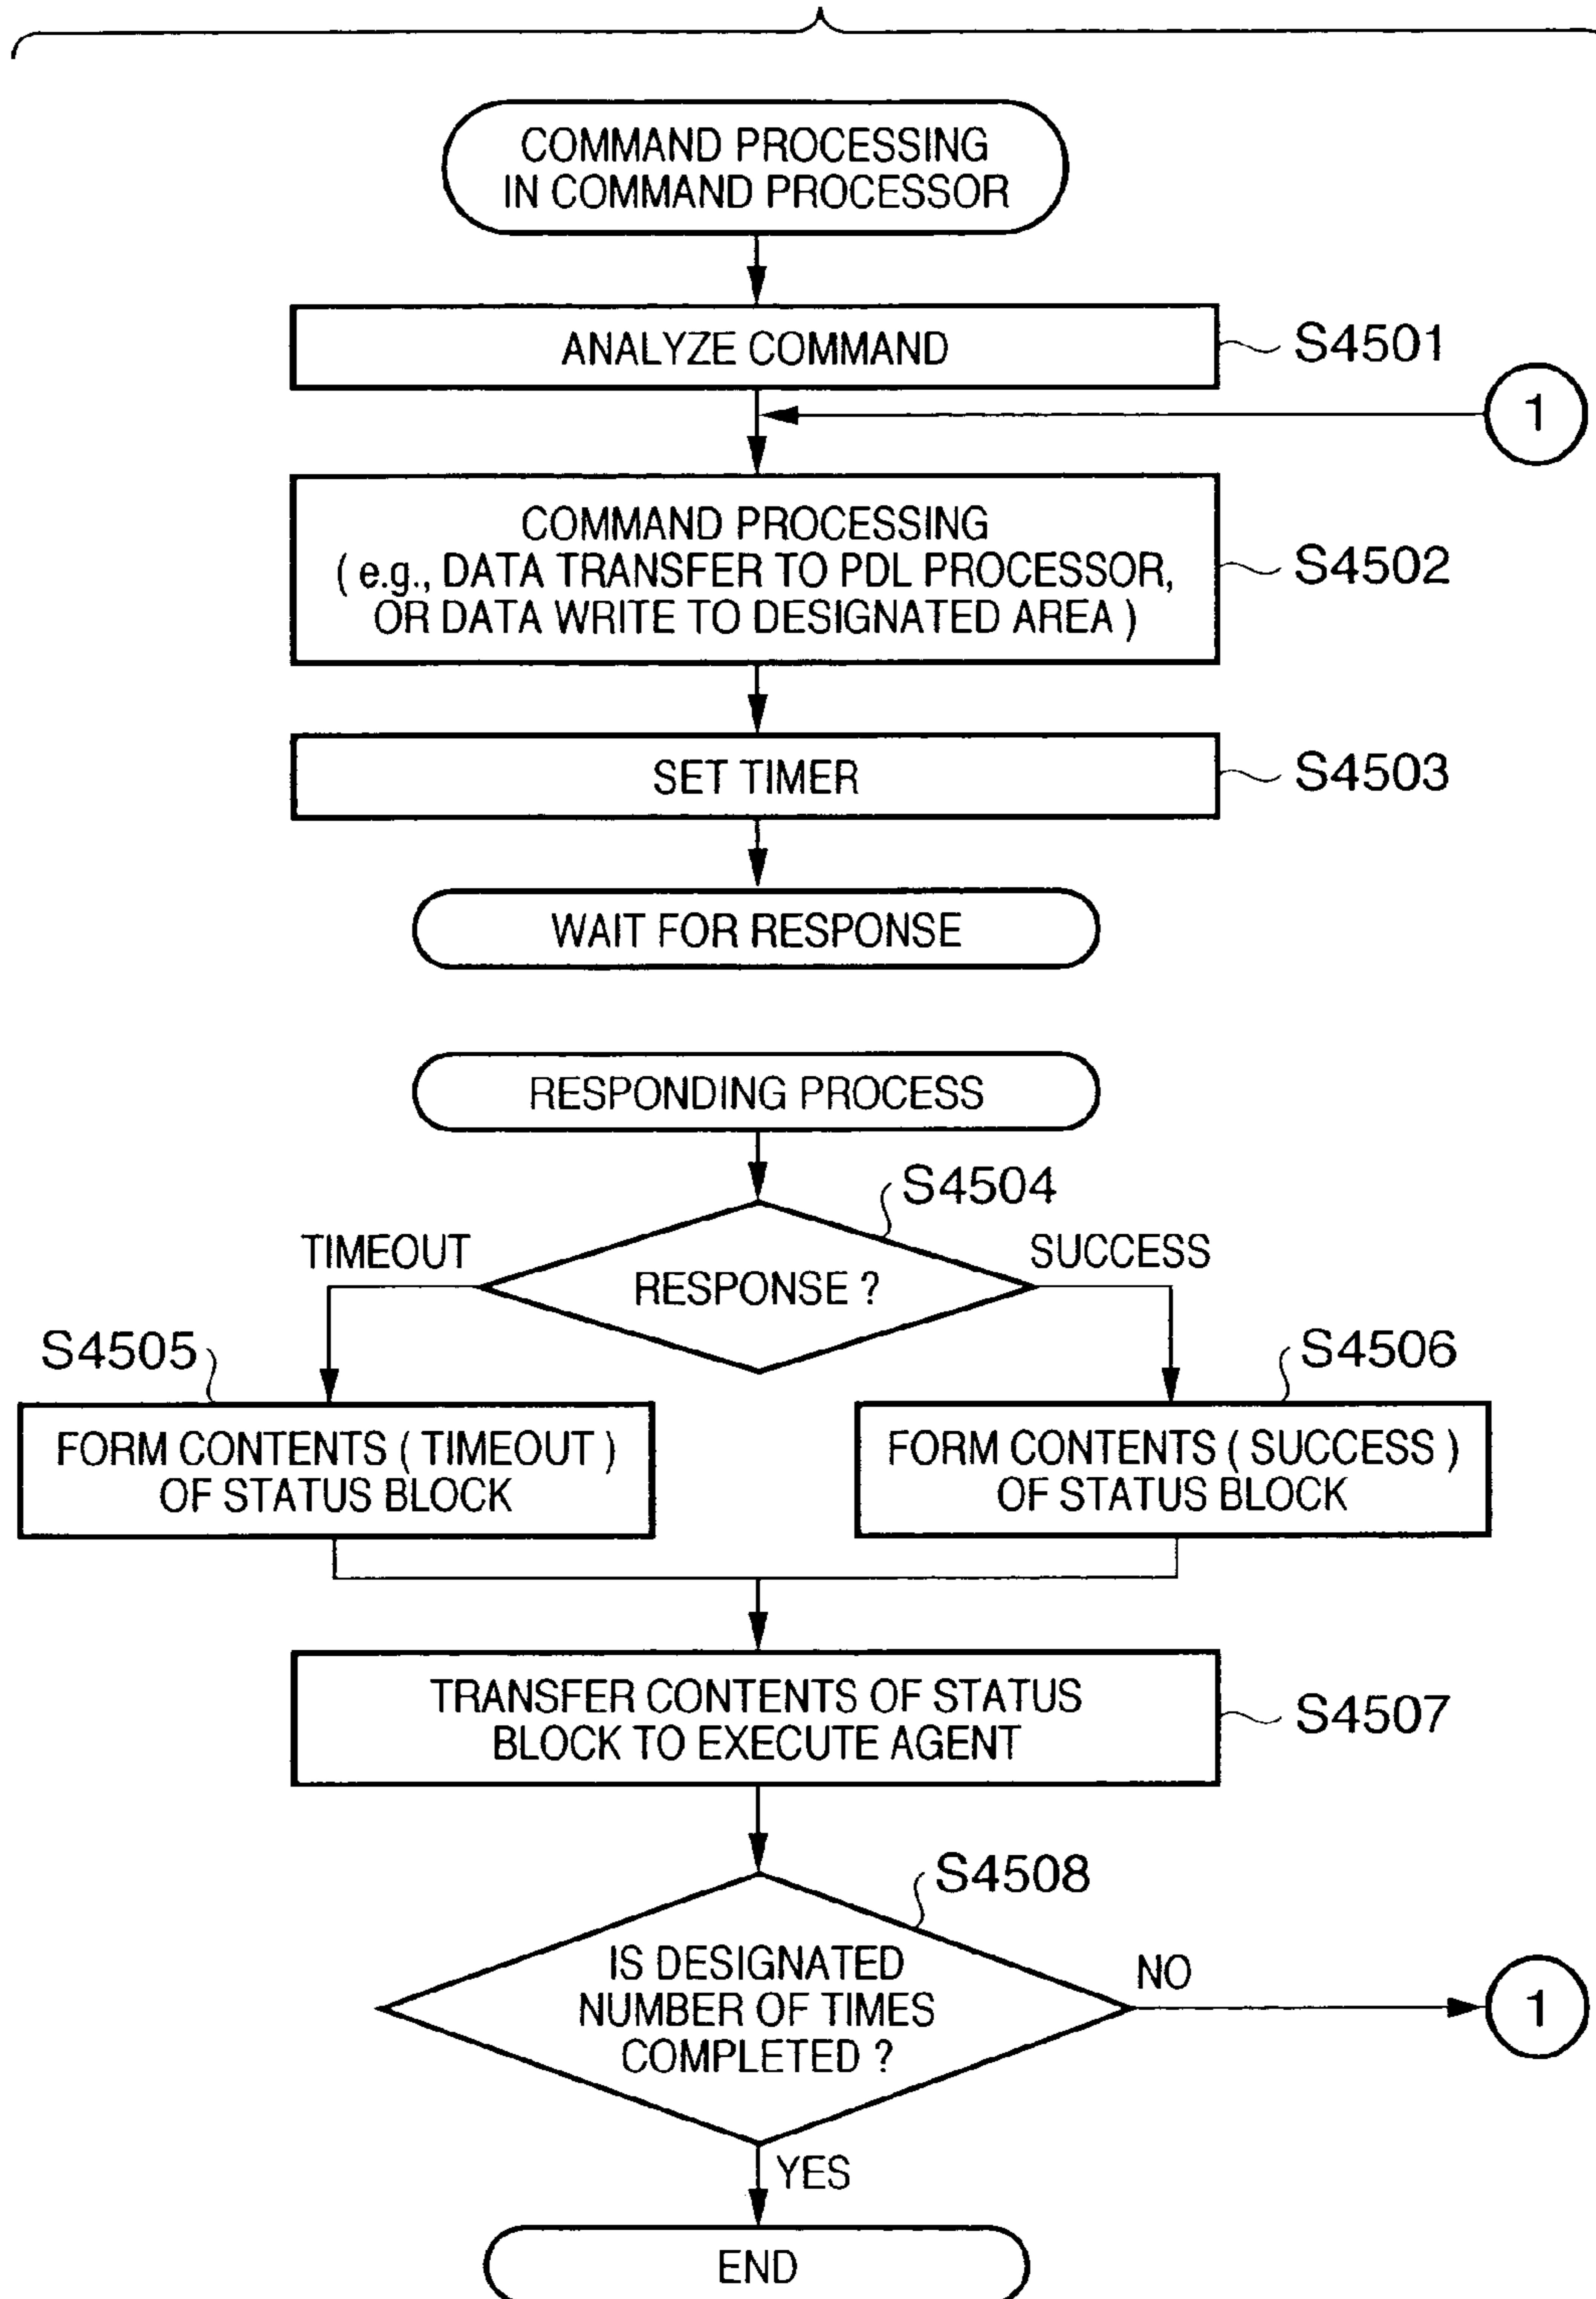 COMMAND PROCESSING
IN COMMAND PROCESSOR
ANALYZE COMMAND
S4501
1
COMMAND PROCESSING
( e.g., DATA TRANSFER TO PDL PROCESSOR,
OR DATA WRITE TO DESIGNATED AREA )
S4502
SET TIMER
S4503
WAIT FOR RESPONSE
RESPONDING PROCESS
S4504
TIMEOUT
RESPONSE ?
SUCCESS
S4505
S4506
FORM CONTENTS ( TIMEOUT )
OF STATUS BLOCK
FORM CONTENTS ( SUCCESS )
OF STATUS BLOCK
TRANSFER CONTENTS OF STATUS
BLOCK TO EXECUTE AGENT
S4507
S4508
IS DESIGNATED
NUMBER OF TIMES
COMPLETED ?
NO
1
YES
END